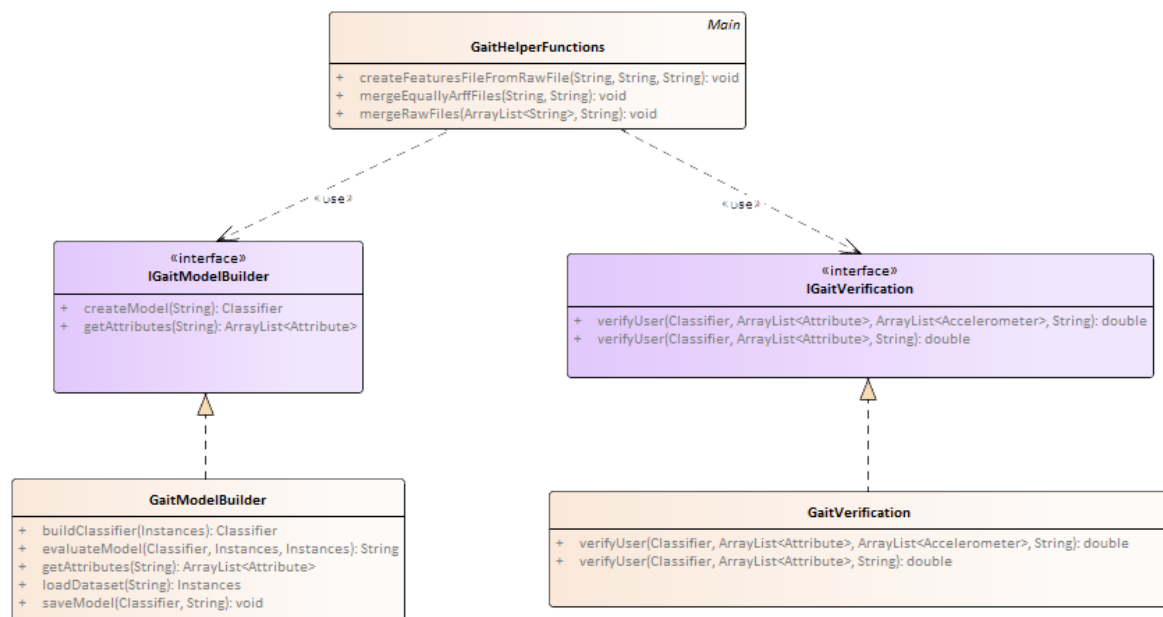 Main
GaitHelperFunctions
+ createFeaturesFileFromRawFile(String, String, String): void
+ mergeEquallyArffFiles(String, String): void
+ mergeRawFiles(ArrayList<String>, String): void
«use»
«use»
«interface»
IGaitModelBuilder
+ createModel(String): Classifier
+ getAttributes(String): ArrayList<Attribute>
«interface»
IGaitVerification
+ verifyUser(Classifier, ArrayList<Attribute>, ArrayList<Accelerometer>, String): double
+ verifyUser(Classifier, ArrayList<Attribute>, String): double
GaitModelBuilder
+ buildClassifier(Instances): Classifier
+ evaluateModel(Classifier, Instances, Instances): String
+ getAttributes(String): ArrayList<Attribute>
+ loadDataset(String): Instances
+ saveModel(Classifier, String): void
GaitVerification
+ verifyUser(Classifier, ArrayList<Attribute>, ArrayList<Accelerometer>, String): double
+ verifyUser(Classifier, ArrayList<Attribute>, String): double